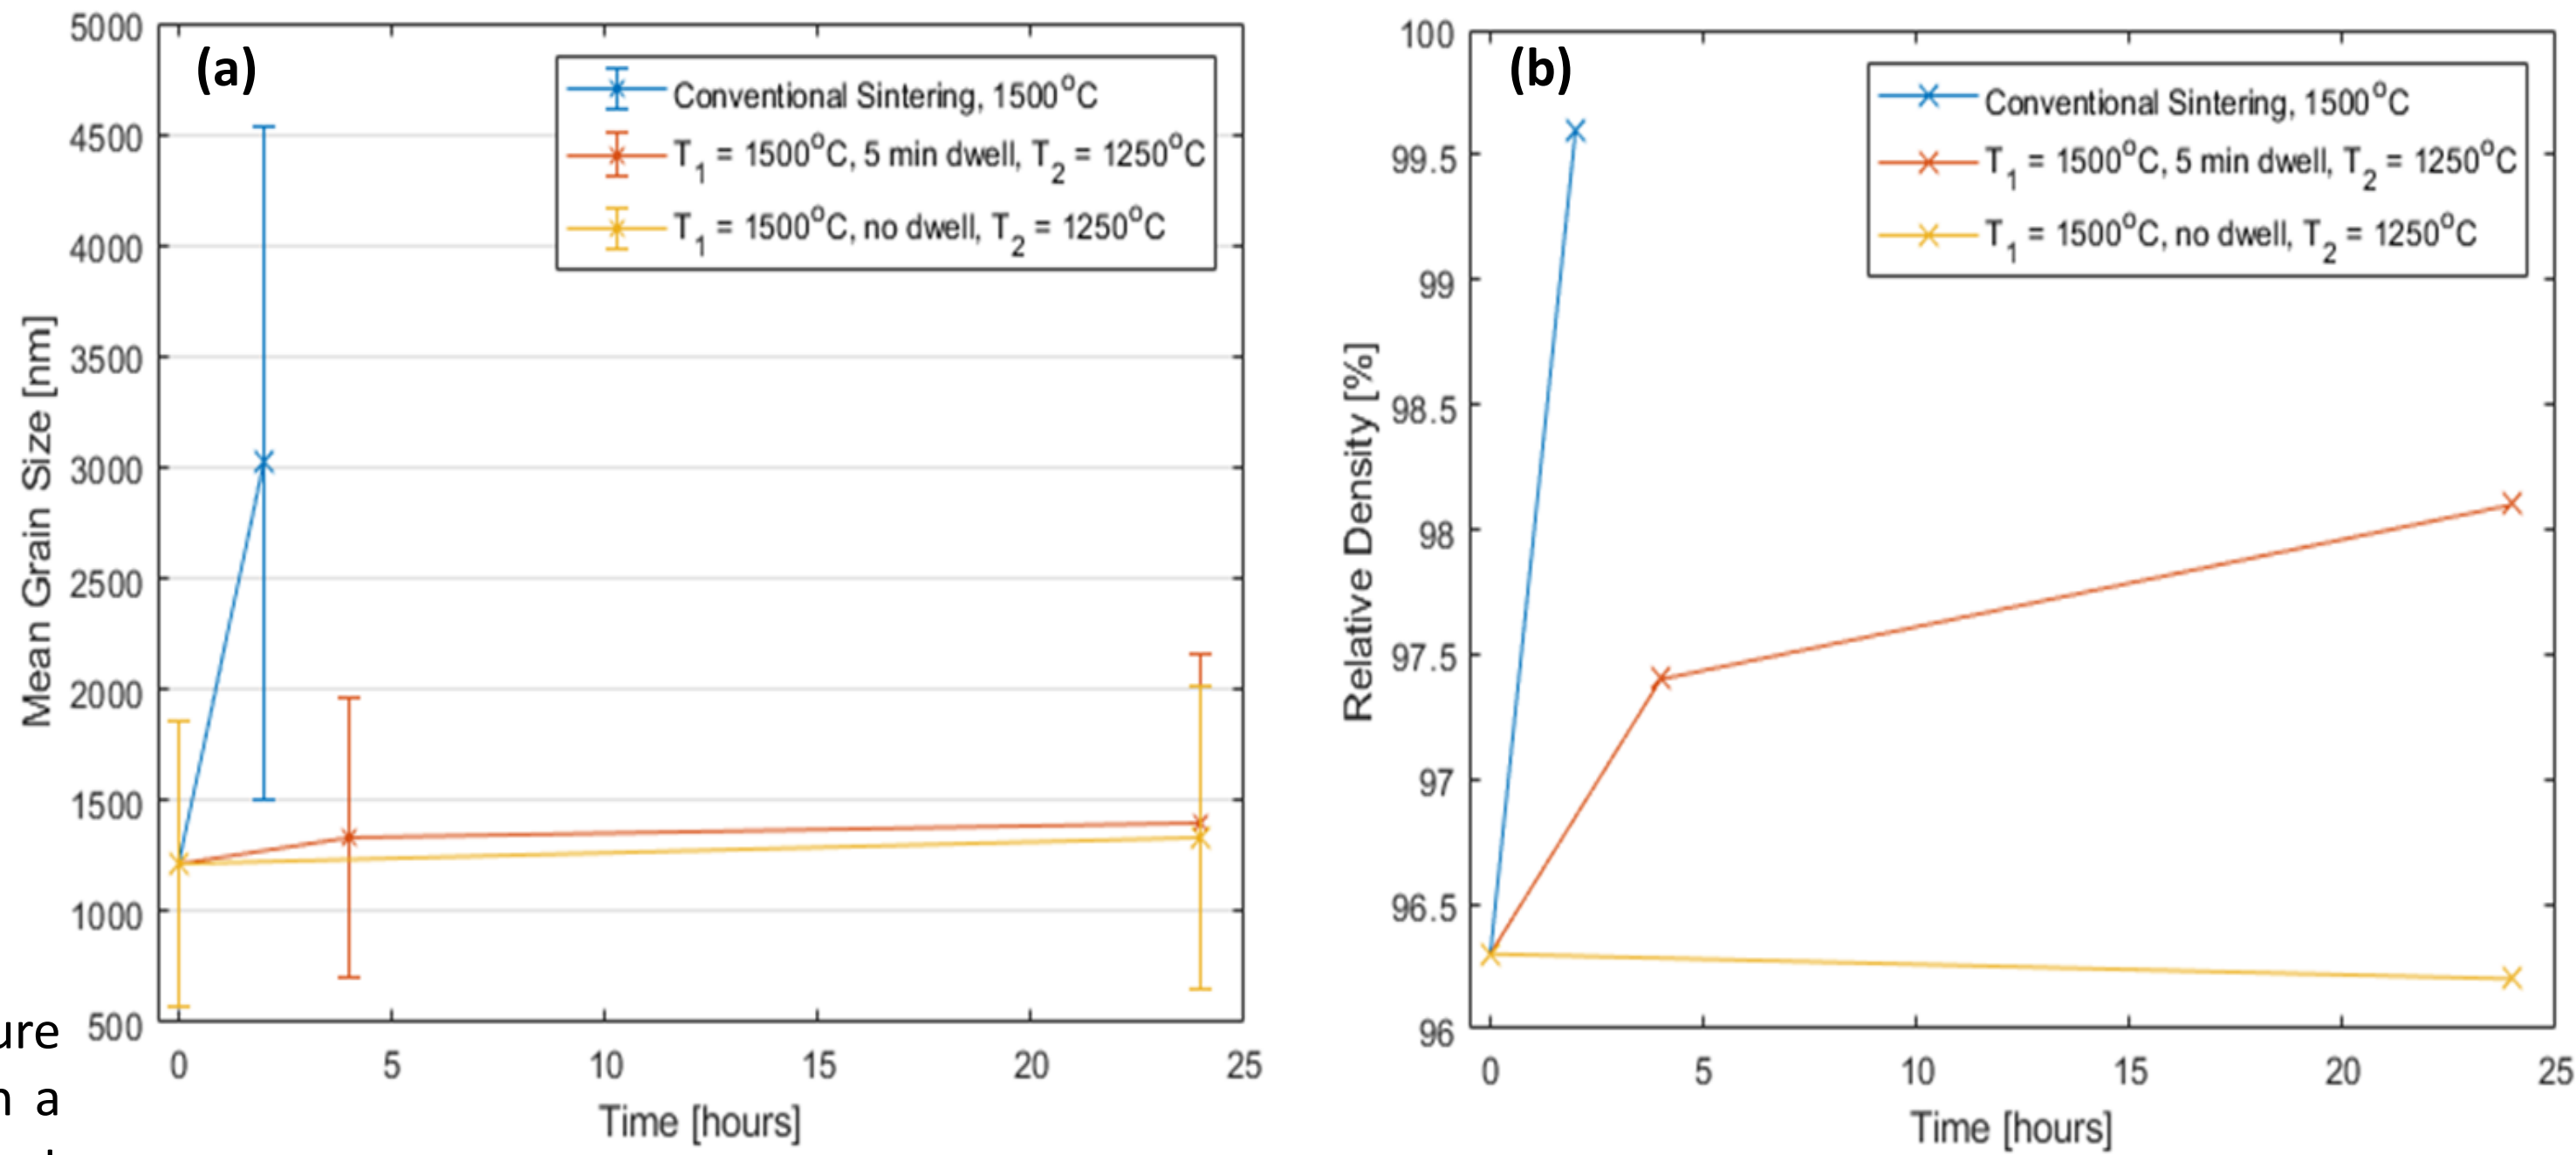 (a)
5000
4500
4000
3500
3000
2500
2000
1500
1000
500
Mean Grain Size [nm]
Conventional Sintering, 1500°C
T1 = 1500°C, 5 min dwell, T2 = 1250°C
T1 = 1500°C, no dwell, T2 = 1250°C
0 5 10 15 20 25
Time [hours]
(b)
100
99.5
99
98.5
98
97.5
97
96.5
96
Relative Density [%]
Conventional Sintering, 1500°C
T1 = 1500°C, 5 min dwell, T2 = 1250°C
T1 = 1500°C, no dwell, T2 = 1250°C
0 5 10 15 20 25
Time [hours]
ure
a